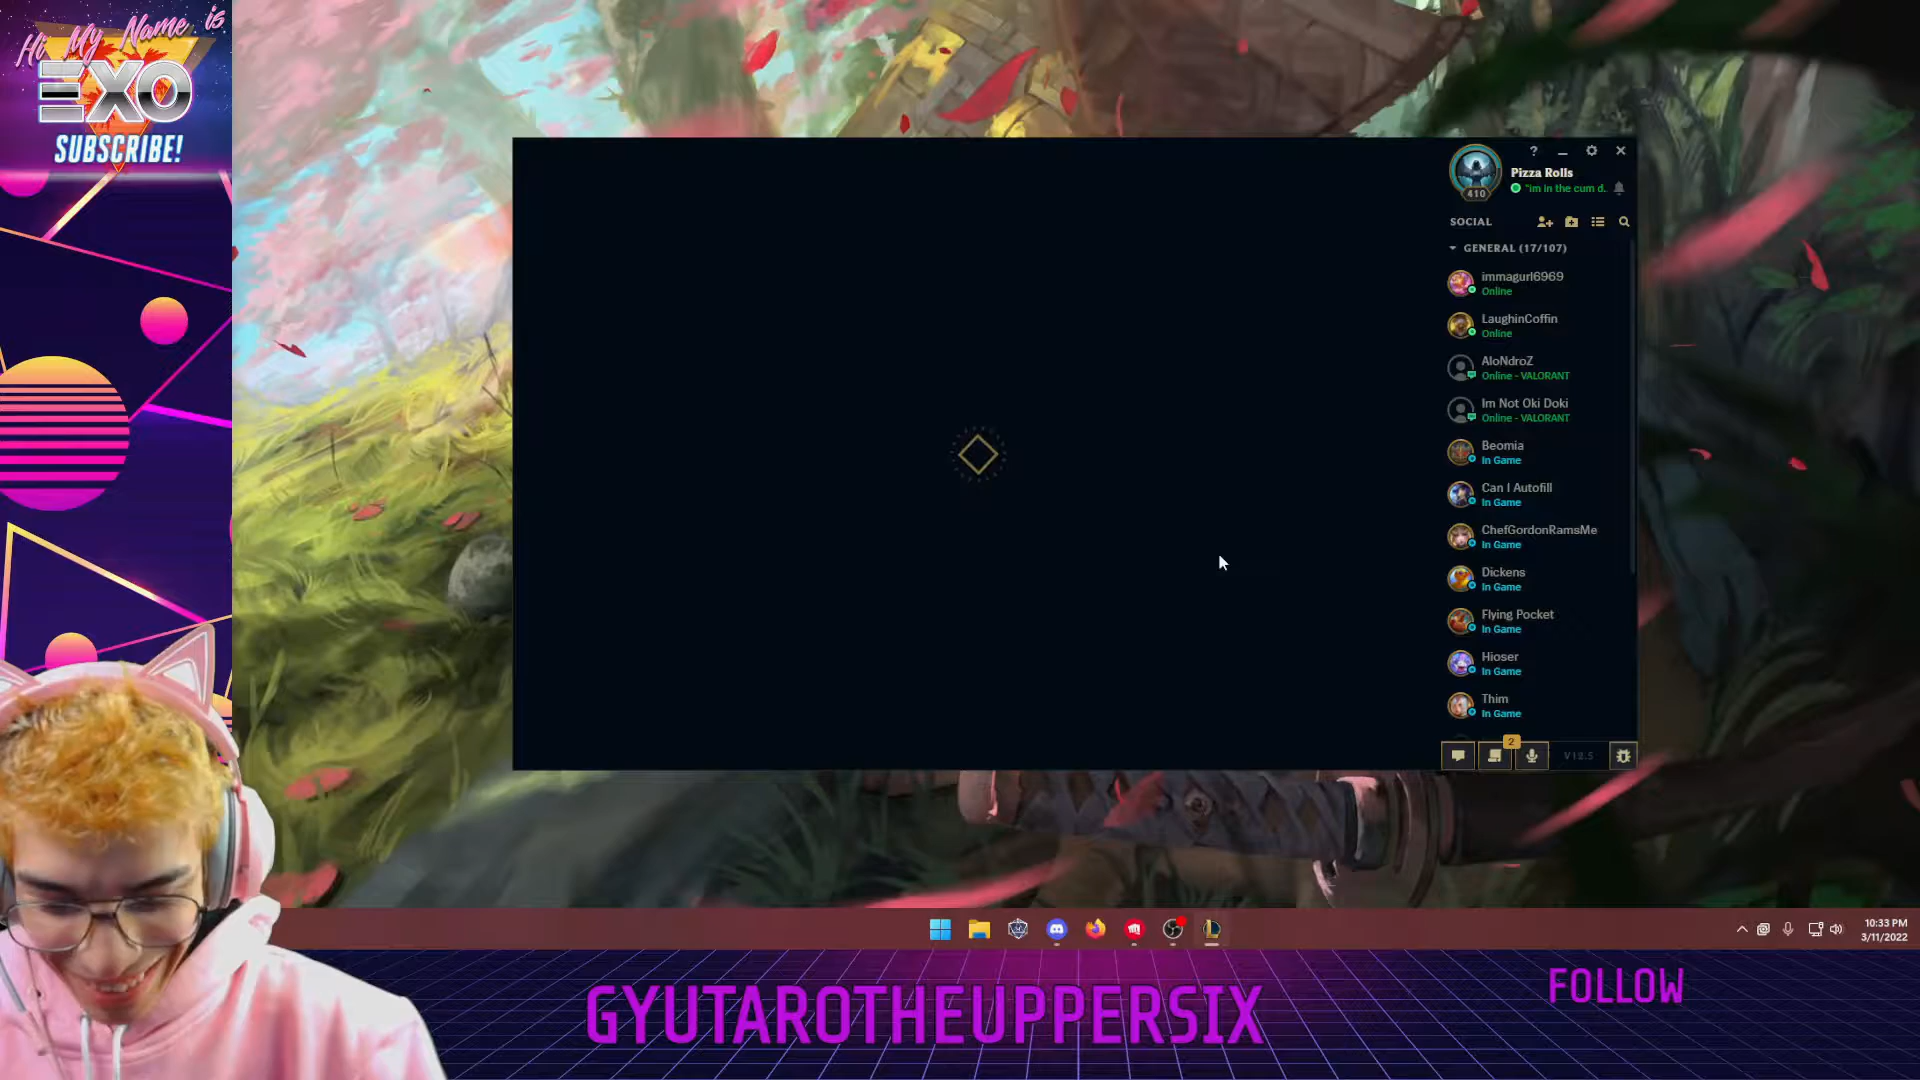 Hi My Name is
EXO
SUBSCRIBE!
?
Pizza Rolls
410
"im in the cum d.
SOCIAL
GENERAL (17/107)
immagurl6969
Online
LaughinCoffin
Online
AloNdroZ
Online - VALORANT
Im Not Oki Doki
Online - VALORANT
Beomia
In Game
Can I Autofill
In Game
ChefGordonRamsMe
In Game
Dickens
In Game
Flying Pocket
In Game
Hioser
In Game
Thim
In Game
2
V12.5
10:33 PM
3/11/2022
GYUTAROTHEUPPERSIX
FOLLOW